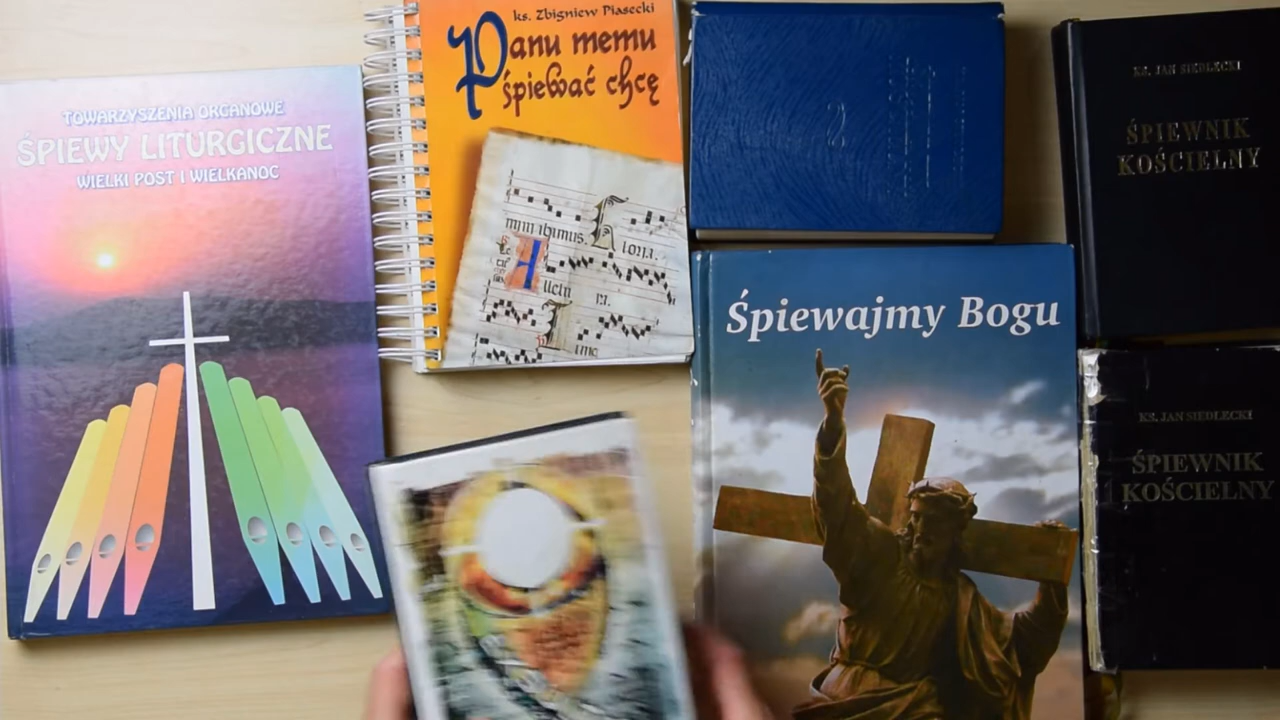 TOWARZYSZENIA ORGANOWE
ŚPIEWY LITURGICZNE
WIELKI POST I WIELKANOC
ks. Zbigniew Piasecki
Panu memu
śpiewać chcę
2
Śpiewajmy Bogu
KS. JAN SIEDLECKI
ŚPIEWNIK
KOŚCIELNY
KS. JAN SIEDLECKI
ŚPIEWNIK
KOŚCIELNY